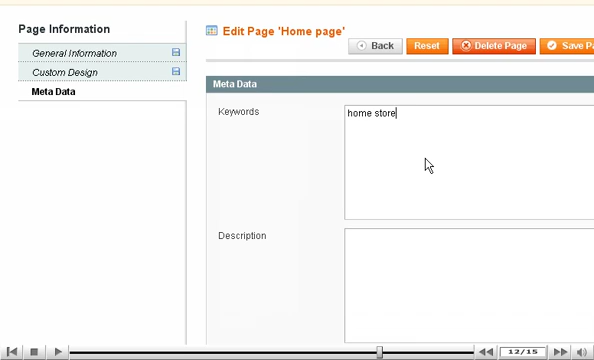 Page Information
General Information
Custom Design
Meta Data
Edit Page 'Home page'
Back
Reset
Delete Page
Save Pa
Meta Data
Keywords
home store
Description
12/15